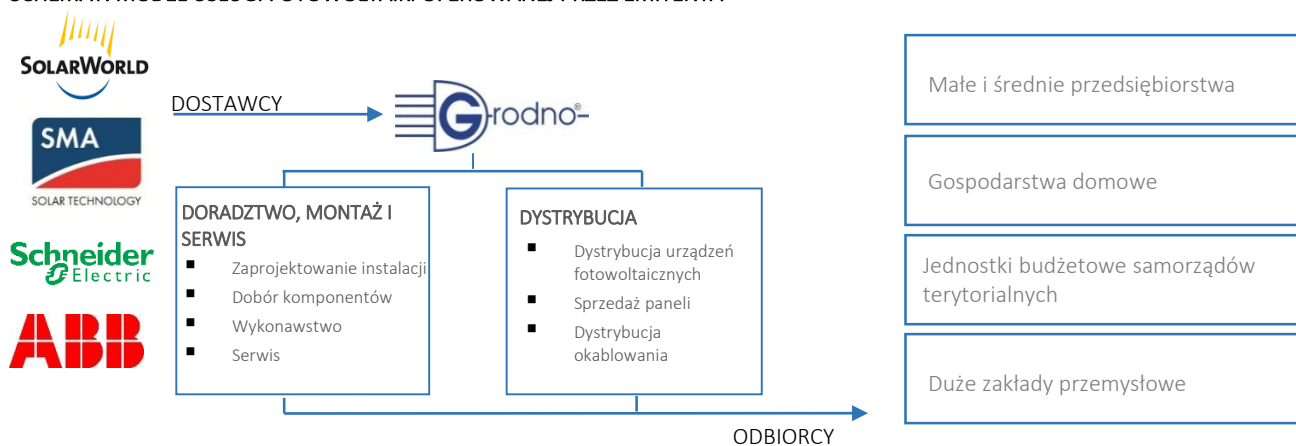 SOLARWORLD
SMA
SOLAR TECHNOLOGY
Schneider
Electric
ABB
DOSTAWCY
Grodno®
DORADZTWO, MONTAŻ I
SERWIS
Zaprojektowanie instalacji
Dobór komponentów
Wykonawstwo
Serwis
DYSTRYBUCJA
Dystrybucja urządzeń
fotowoltaicznych
Sprzedaż paneli
Dystrybucja
okablowania
ODBIORCY
Małe i średnie przedsiębiorstwa
Gospodarstwa domowe
Jednostki budżetowe samorządów
terytorialnych
Duże zakłady przemysłowe